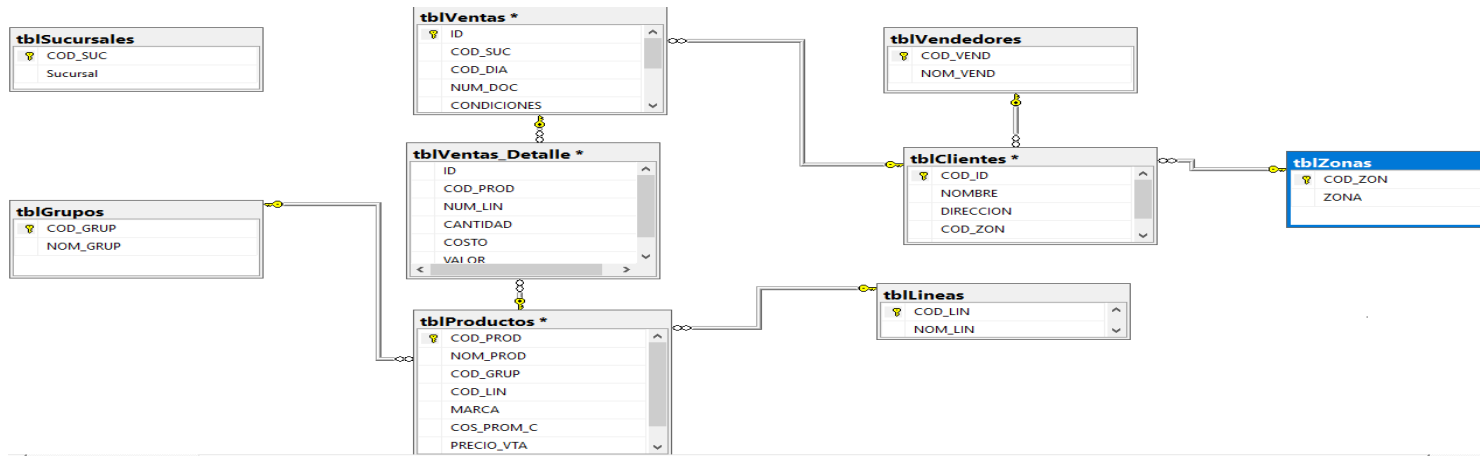 tblSucursales
COD_SUC
Sucursal
tblVentas *
ID
COD_SUC
COD_DIA
NUM_DOC
CONDICIONES
tblVendedores
COD_VEND
NOM_VEND
tblVentas_Detalle *
ID
COD_PROD
NUM_LIN
CANTIDAD
COSTO
VALOR
tblClientes *
COD_ID
NOMBRE
DIRECCION
COD_ZON
tblZonas
COD_ZON
ZONA
tblGrupos
COD_GRUP
NOM_GRUP
tblLineas
COD_LIN
NOM_LIN
tblProductos *
COD_PROD
NOM_PROD
COD_GRUP
COD_LIN
MARCA
COS_PROM_C
PRECIO_VTA